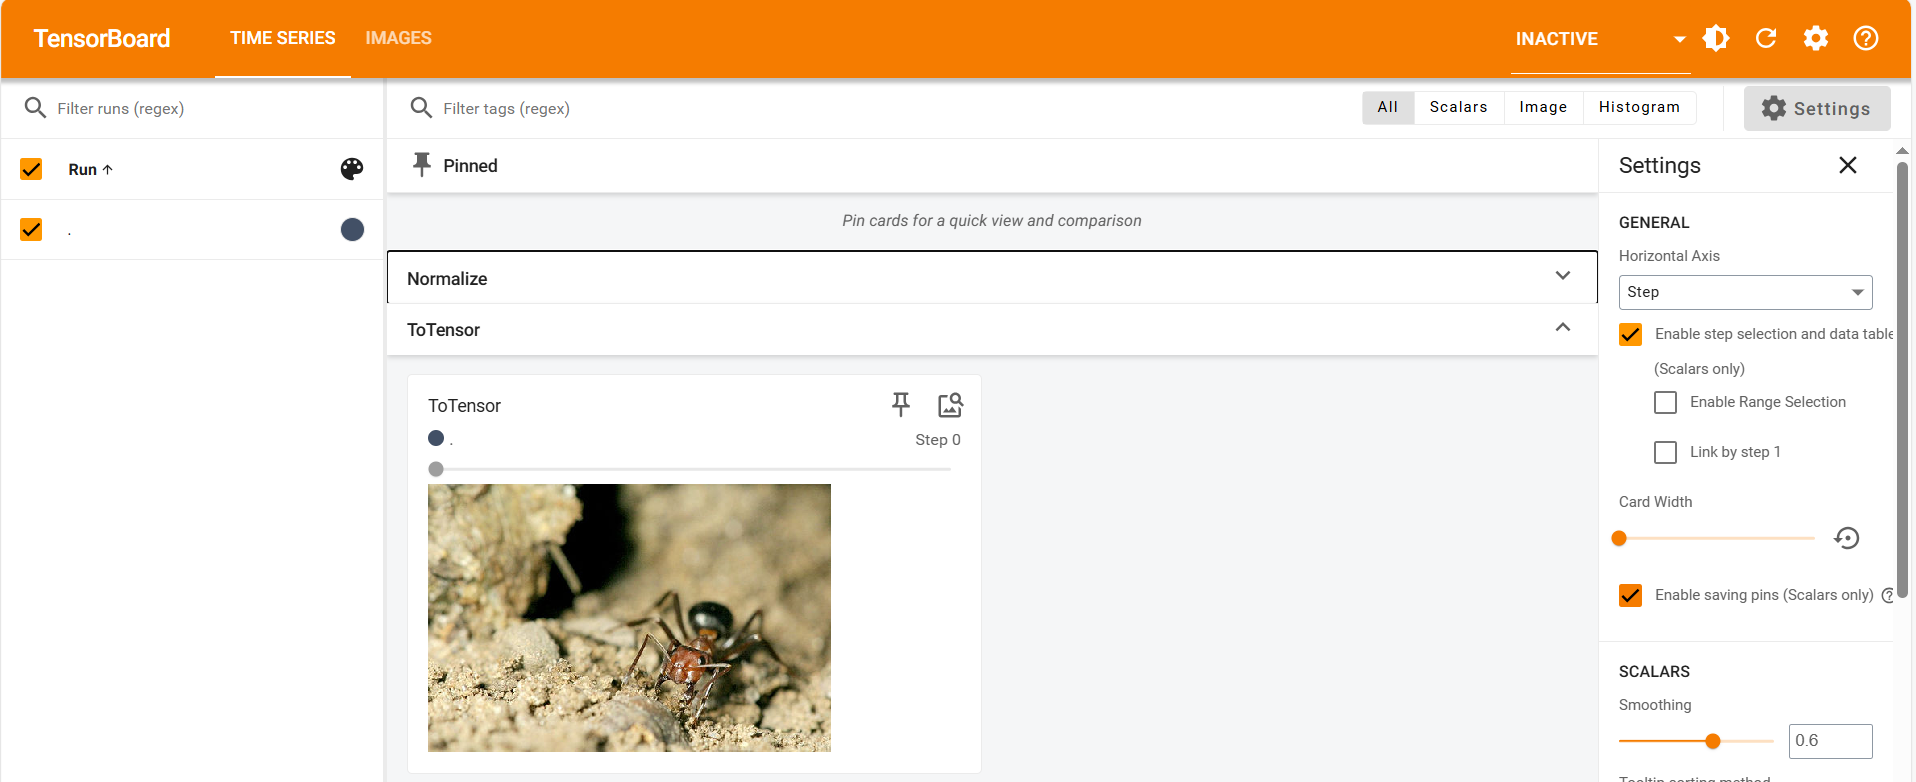 TensorBoard TIME SERIES IMAGES INACTIVE
Filter runs (regex)
Run
.
Filter tags (regex)
All Scalars Image Histogram
Settings
Pinned
Pin cards for a quick view and comparison
Normalize
ToTensor
ToTensor
. Step 0
Settings
GENERAL
Horizontal Axis
Step
Enable step selection and data table
(Scalars only)
Enable Range Selection
Link by step 1
Card Width
Enable saving pins (Scalars only)
SCALARS
Smoothing
0.6